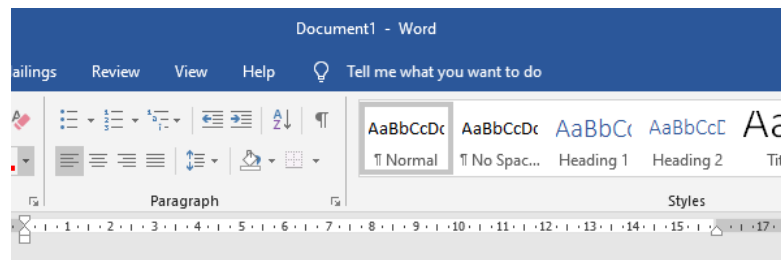 Document1 - Word
ailings Review View Help Tell me what you want to do
AaBbCcDc AaBbCcDc AaBbC( AaBbCcE Aa
¶ Normal ¶ No Spac... Heading 1 Heading 2 Tit
Paragraph Styles
1 2 3 4 5 6 7 8 9 10 11 12 13 14 15 17